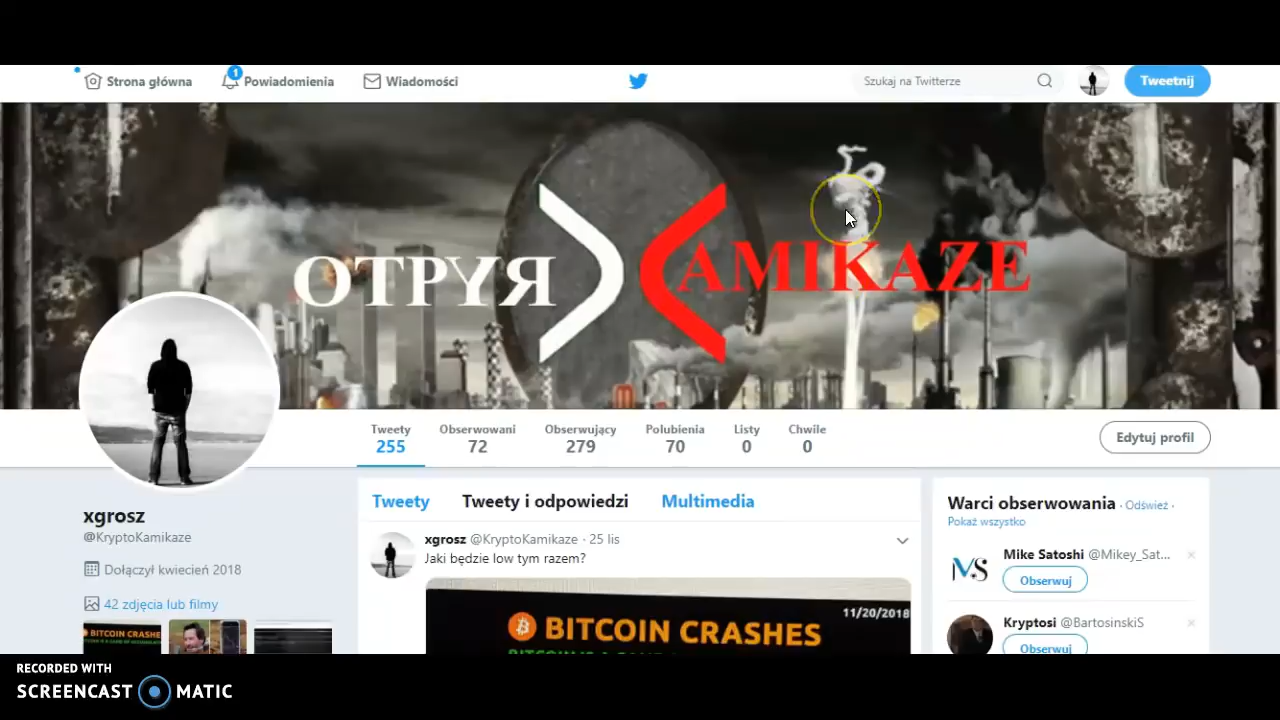 Strona główna
1
Powiadomienia
Wiadomości
Szukaj na Twitterze
Tweetnij
OTPYЯK
KAMIKAZE
Tweety
255
Obserwowani
72
Obserwujący
279
Polubienia
70
Listy
0
Chwile
0
Edytuj profil
xgrosz
@KryptoKamikaze
Dołączył kwiecień 2018
42 zdjęcia lub filmy
BITCOIN CRASHE
Tweety
Tweety i odpowiedzi
Multimedia
xgrosz @KryptoKamikaze · 25 lis
Jaki będzie low tym razem?
11/20/2018
BITCOIN CRASHES
Warci obserwowania · Odśwież ·
Pokaż wszystko
Mike Satoshi @Mikey_Sat...
Obserwuj
Kryptosi @BartosinskiS
Obserwuj
RECORDED WITH
SCREENCAST MATIC